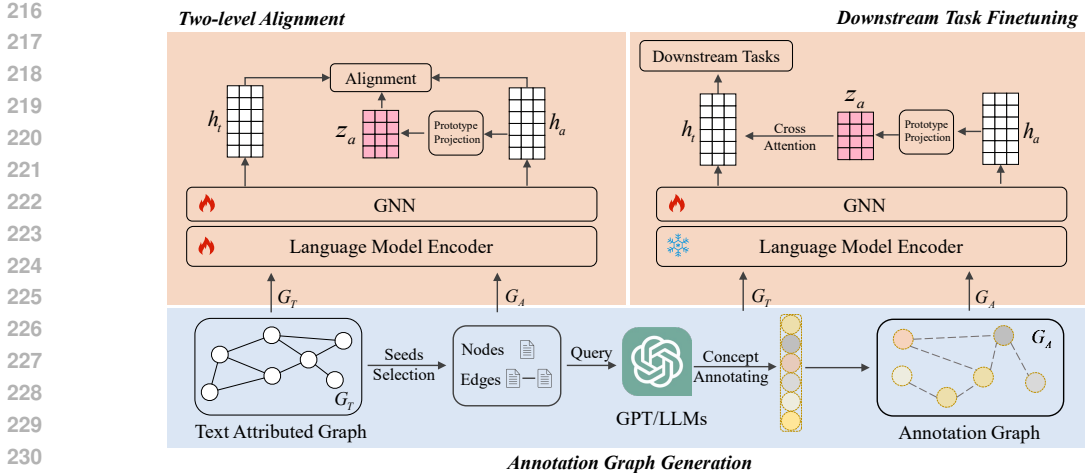 216
217
218
219
220
221
222
223
224
225
226
227
228
229
230
Two-level Alignment
Alignment
h_t
z_a
Prototype
Projection
h_a
GNN
Language Model Encoder
G_T
G_A
Downstream Task Finetuning
Downstream Tasks
h_t
Cross
Attention
z_a
Prototype
Projection
h_a
GNN
Language Model Encoder
G_T
G_A
G_T
Text Attributed Graph
Seeds
Selection
Nodes
Edges
Query
GPT/LLMs
Concept
Annotating
G_A
Annotation Graph
Annotation Graph Generation